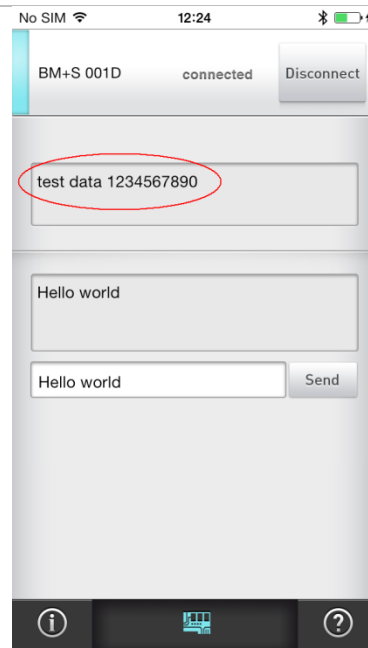 No SIM 12:24
BM+S 001D connected Disconnect
test data 1234567890
Hello world
Hello world Send
i ?